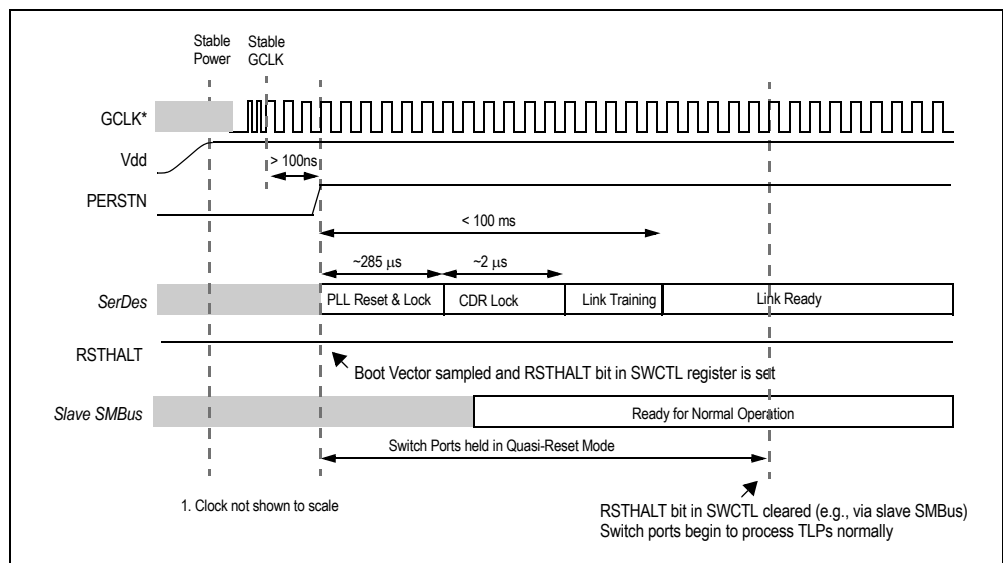 Stable Power
Stable GCLK
GCLK*
Vdd
> 100ns
PERSTN
< 100 ms
~285 μs
~2 μs
SerDes
PLL Reset & Lock
CDR Lock
Link Training
Link Ready
RSTHALT
Boot Vector sampled and RSTHALT bit in SWCTL register is set
Slave SMBus
Ready for Normal Operation
Switch Ports held in Quasi-Reset Mode
1. Clock not shown to scale
RSTHALT bit in SWCTL cleared (e.g., via slave SMBus)
Switch ports begin to process TLPs normally